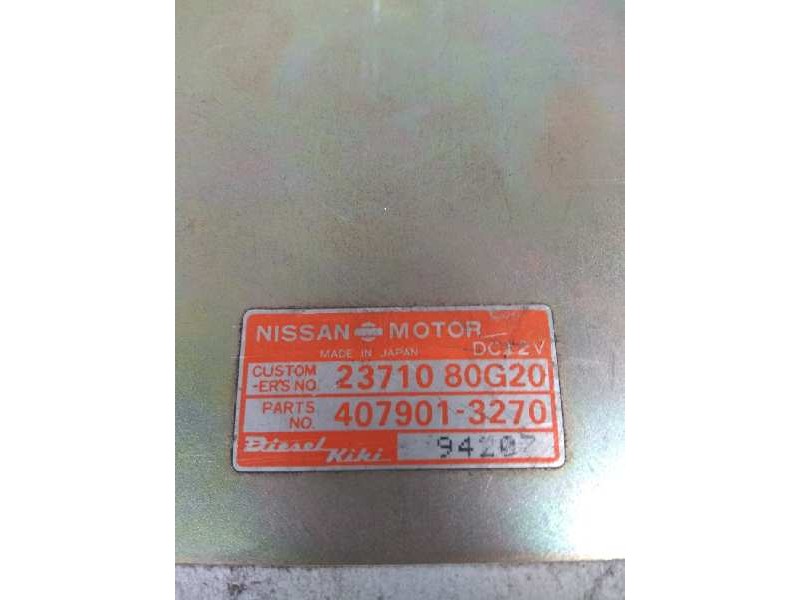 NISSAN MOTOR
MADE IN JAPAN DC12V
CUSTOM
-ER'S NO. 23710 80G20
PARTS
NO. 407901-3270
Diesel
Kiki 94207